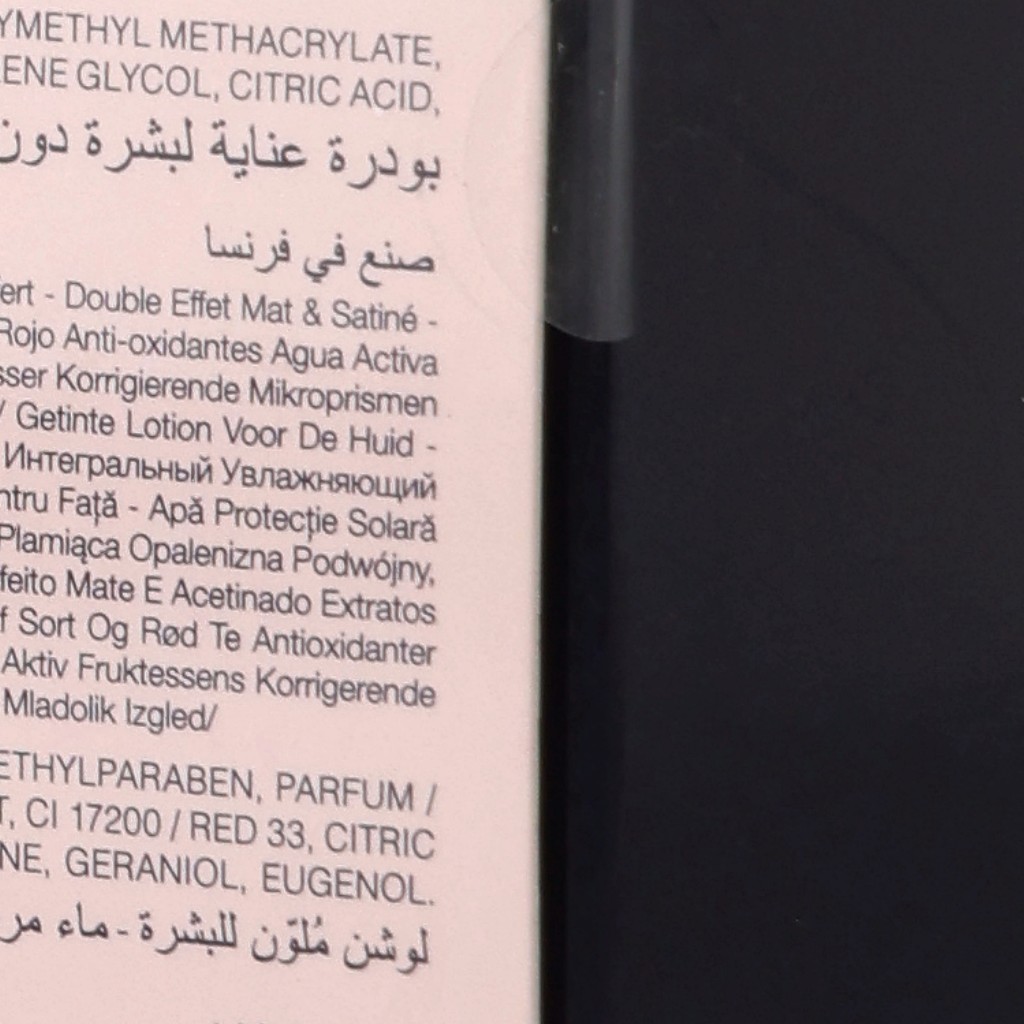 YMETHYL METHACRYLATE,
ENE GLYCOL, CITRIC ACID,
بودرة عناية لبشرة دون
صنع في فرنسا
ert - Double Effet Mat & Satiné -
Rojo Anti-oxidantes Agua Activa
sser Korrigierende Mikroprismen
/ Getinte Lotion Voor De Huid -
Интегральный Увлажняющий
ntru Faţă - Apă Protecţie Solară
Plamiąca Opalenizna Podwójny,
feito Mate E Acetinado Extratos
f Sort Og Rød Te Antioxidanter
Aktiv Fruktessens Korrigerende
Mladolik Izgled/
ETHYLPARABEN, PARFUM /
T, CI 17200 / RED 33, CITRIC
NE, GERANIOL, EUGENOL.
لوشن مُلوّن للبشرة - ماء مر